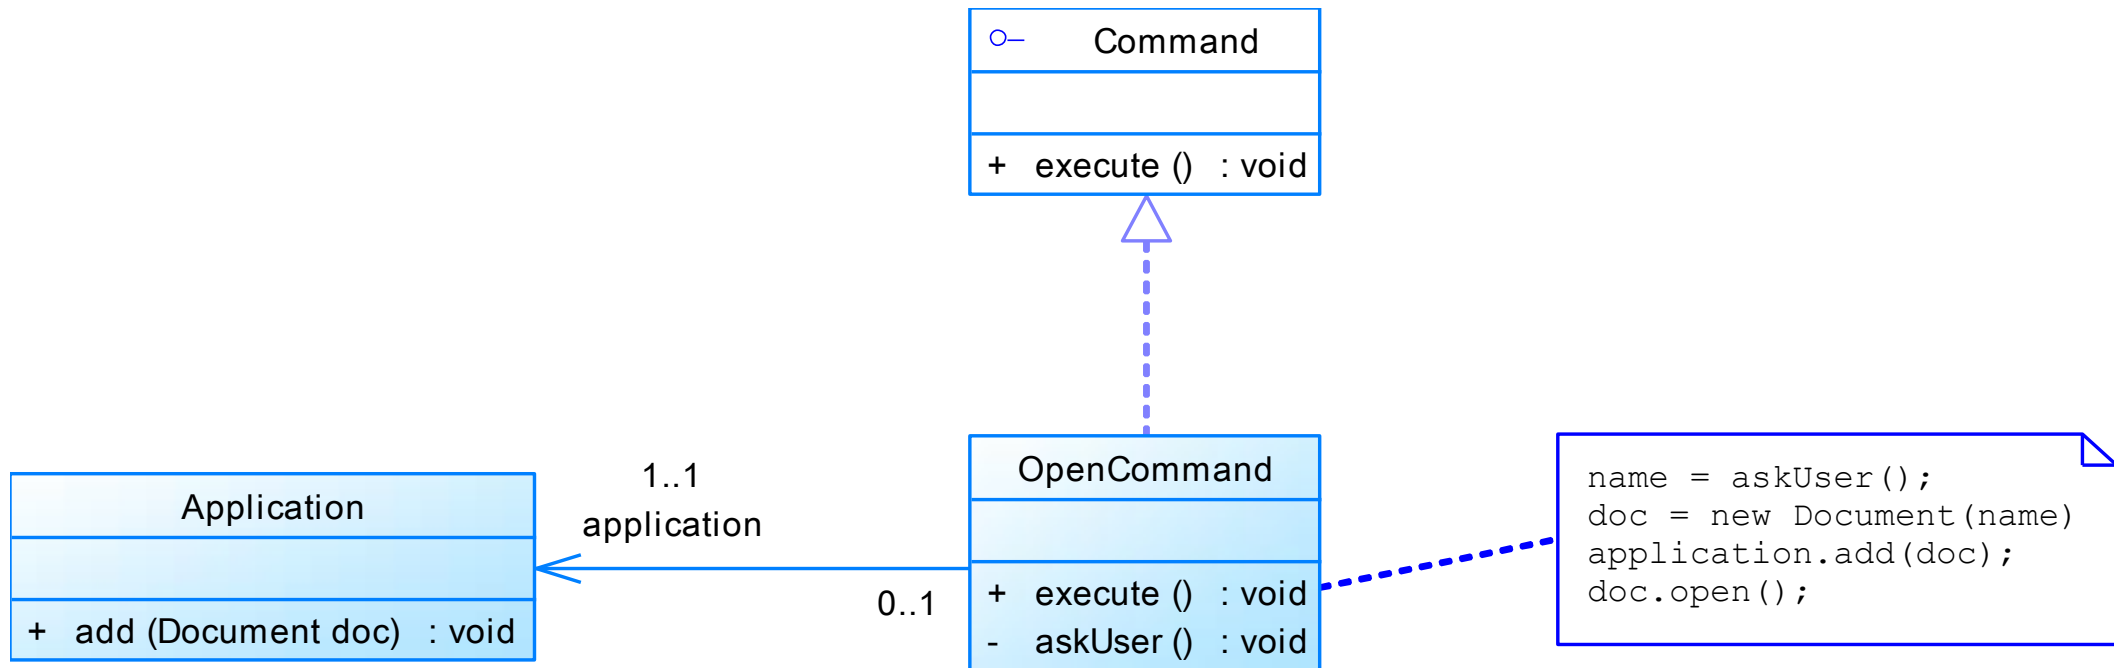 Command
+ execute () : void
OpenCommand
+ execute () : void
- askUser () : void
1..1
application
0..1
Application
+ add (Document doc) : void
name = askUser();
doc = new Document(name)
application.add(doc);
doc.open();